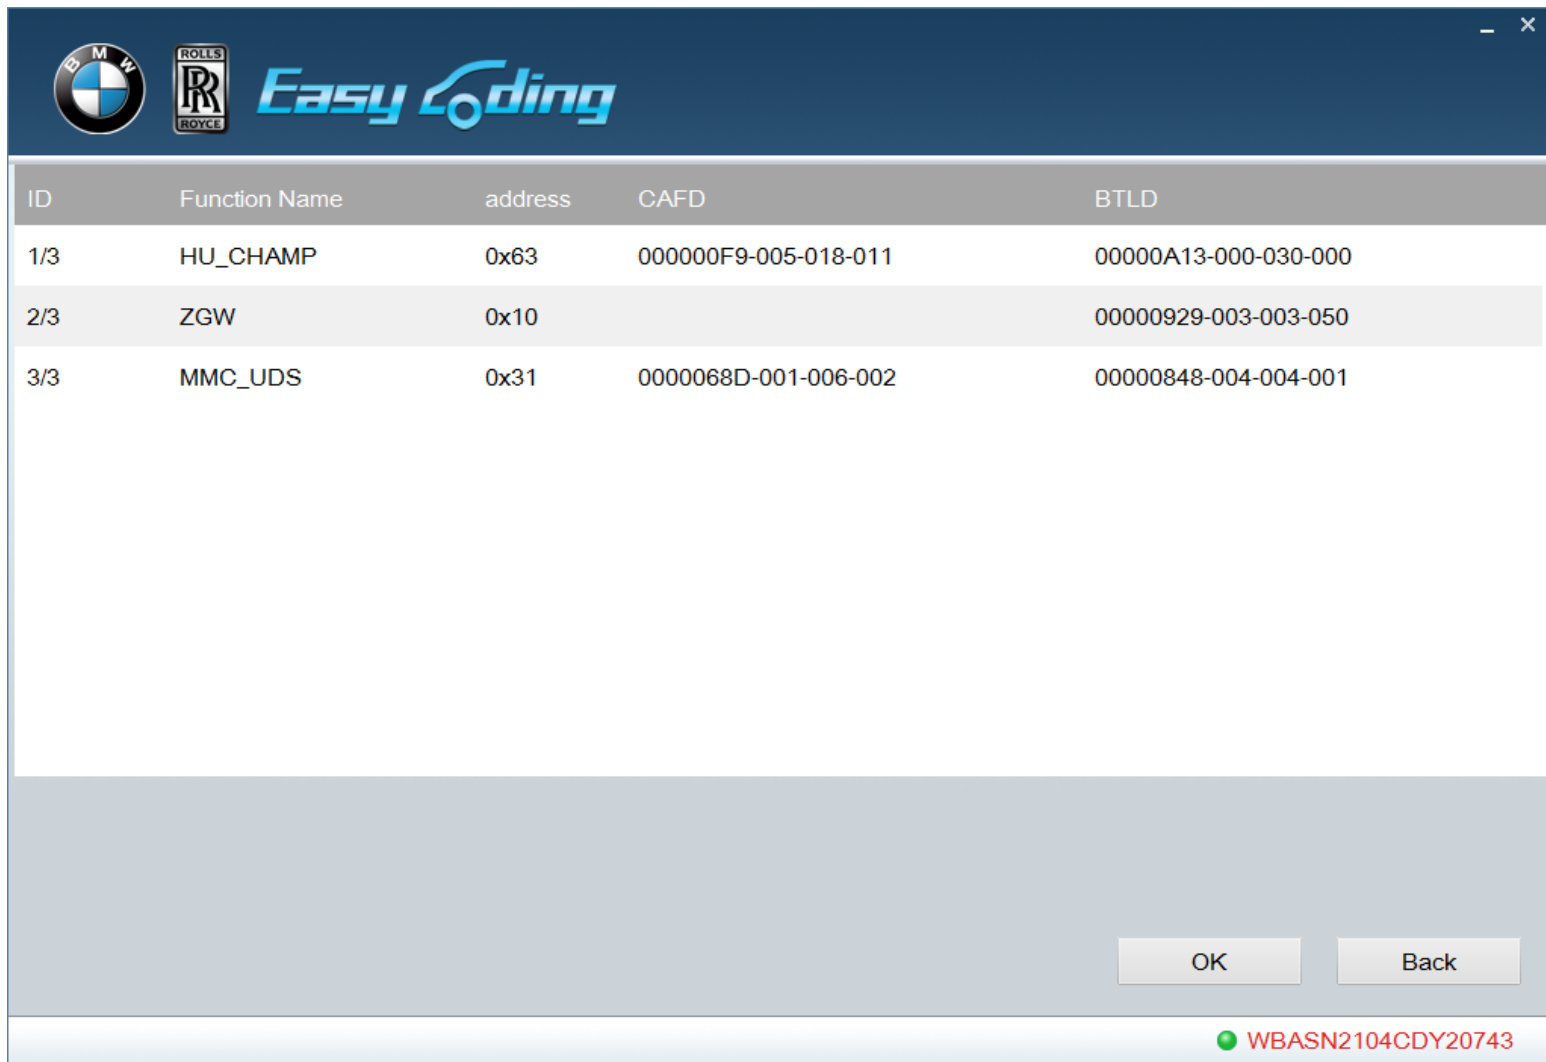 BMW
ROLLS
RR
ROYCE
Easy Coding
ID Function Name address CAFD BTLD
1/3 HU_CHAMP 0x63 000000F9-005-018-011 00000A13-000-030-000
2/3 ZGW 0x10 00000929-003-003-050
3/3 MMC_UDS 0x31 0000068D-001-006-002 00000848-004-004-001
OK Back
WBASN2104CDY20743